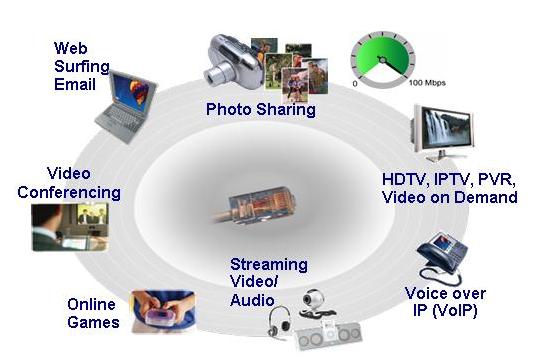 Web
Surfing
Email
Photo Sharing
0
100 Mbps
HDTV, IPTV, PVR,
Video on Demand
Voice over
IP (VoIP)
Streaming
Video/
Audio
Online
Games
Video
Conferencing